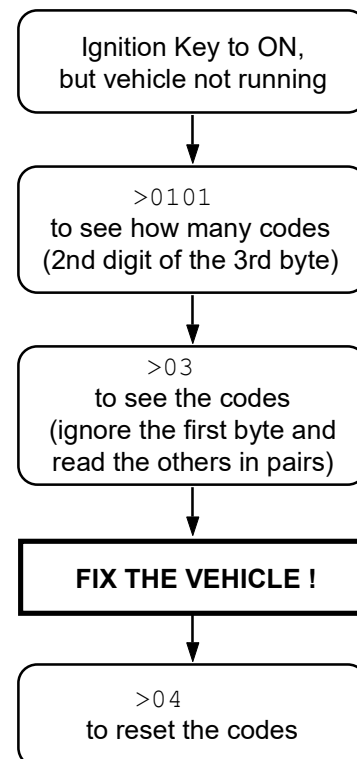 Ignition Key to ON,
but vehicle not running
>0101
to see how many codes
(2nd digit of the 3rd byte)
>03
to see the codes
(ignore the first byte and
read the others in pairs)
FIX THE VEHICLE !
>04
to reset the codes